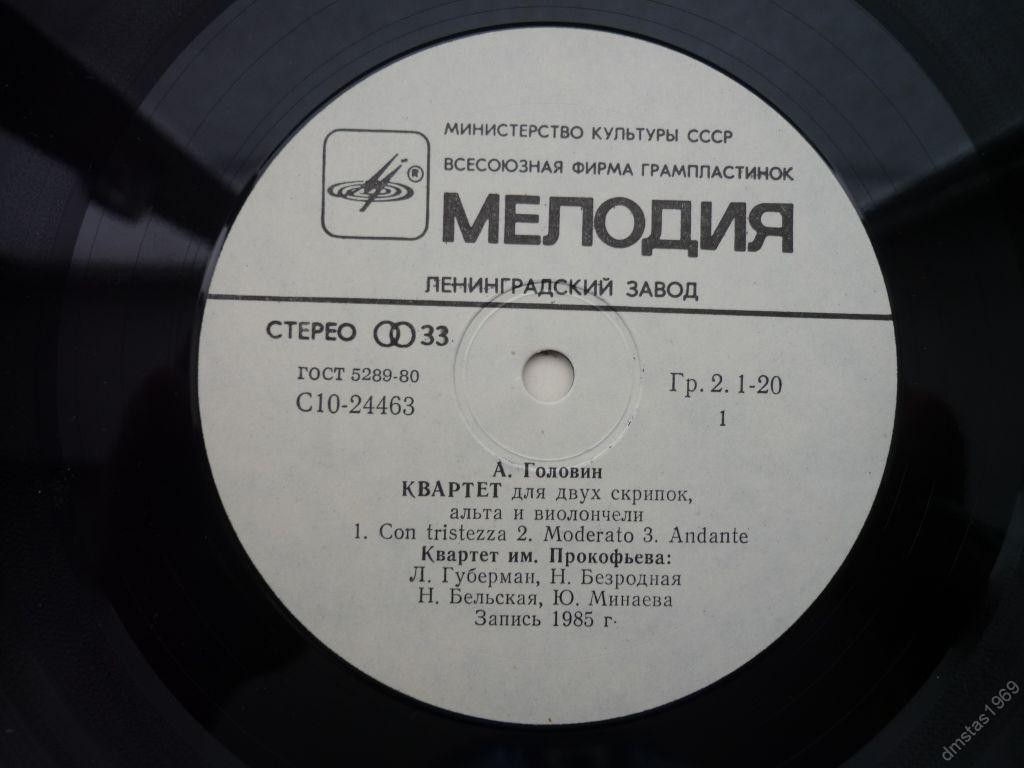 МИНИСТЕРСТВО КУЛЬТУРЫ СССР
ВСЕСОЮЗНАЯ ФИРМА ГРАМПЛАСТИНОК
®
МЕЛОДИЯ
ЛЕНИНГРАДСКИЙ ЗАВОД
СТЕРЕО 33
ГОСТ 5289-80
С10-24463
Гр. 2. 1-20
1
А. Головин
КВАРТЕТ для двух скрипок,
альта и виолончели
1. Con tristezza 2. Moderato 3. Andante
Квартет им. Прокофьева:
Л. Губерман, Н. Безродная
Н. Бельская, Ю. Минаева
Запись 1985 г.
dmstas1969